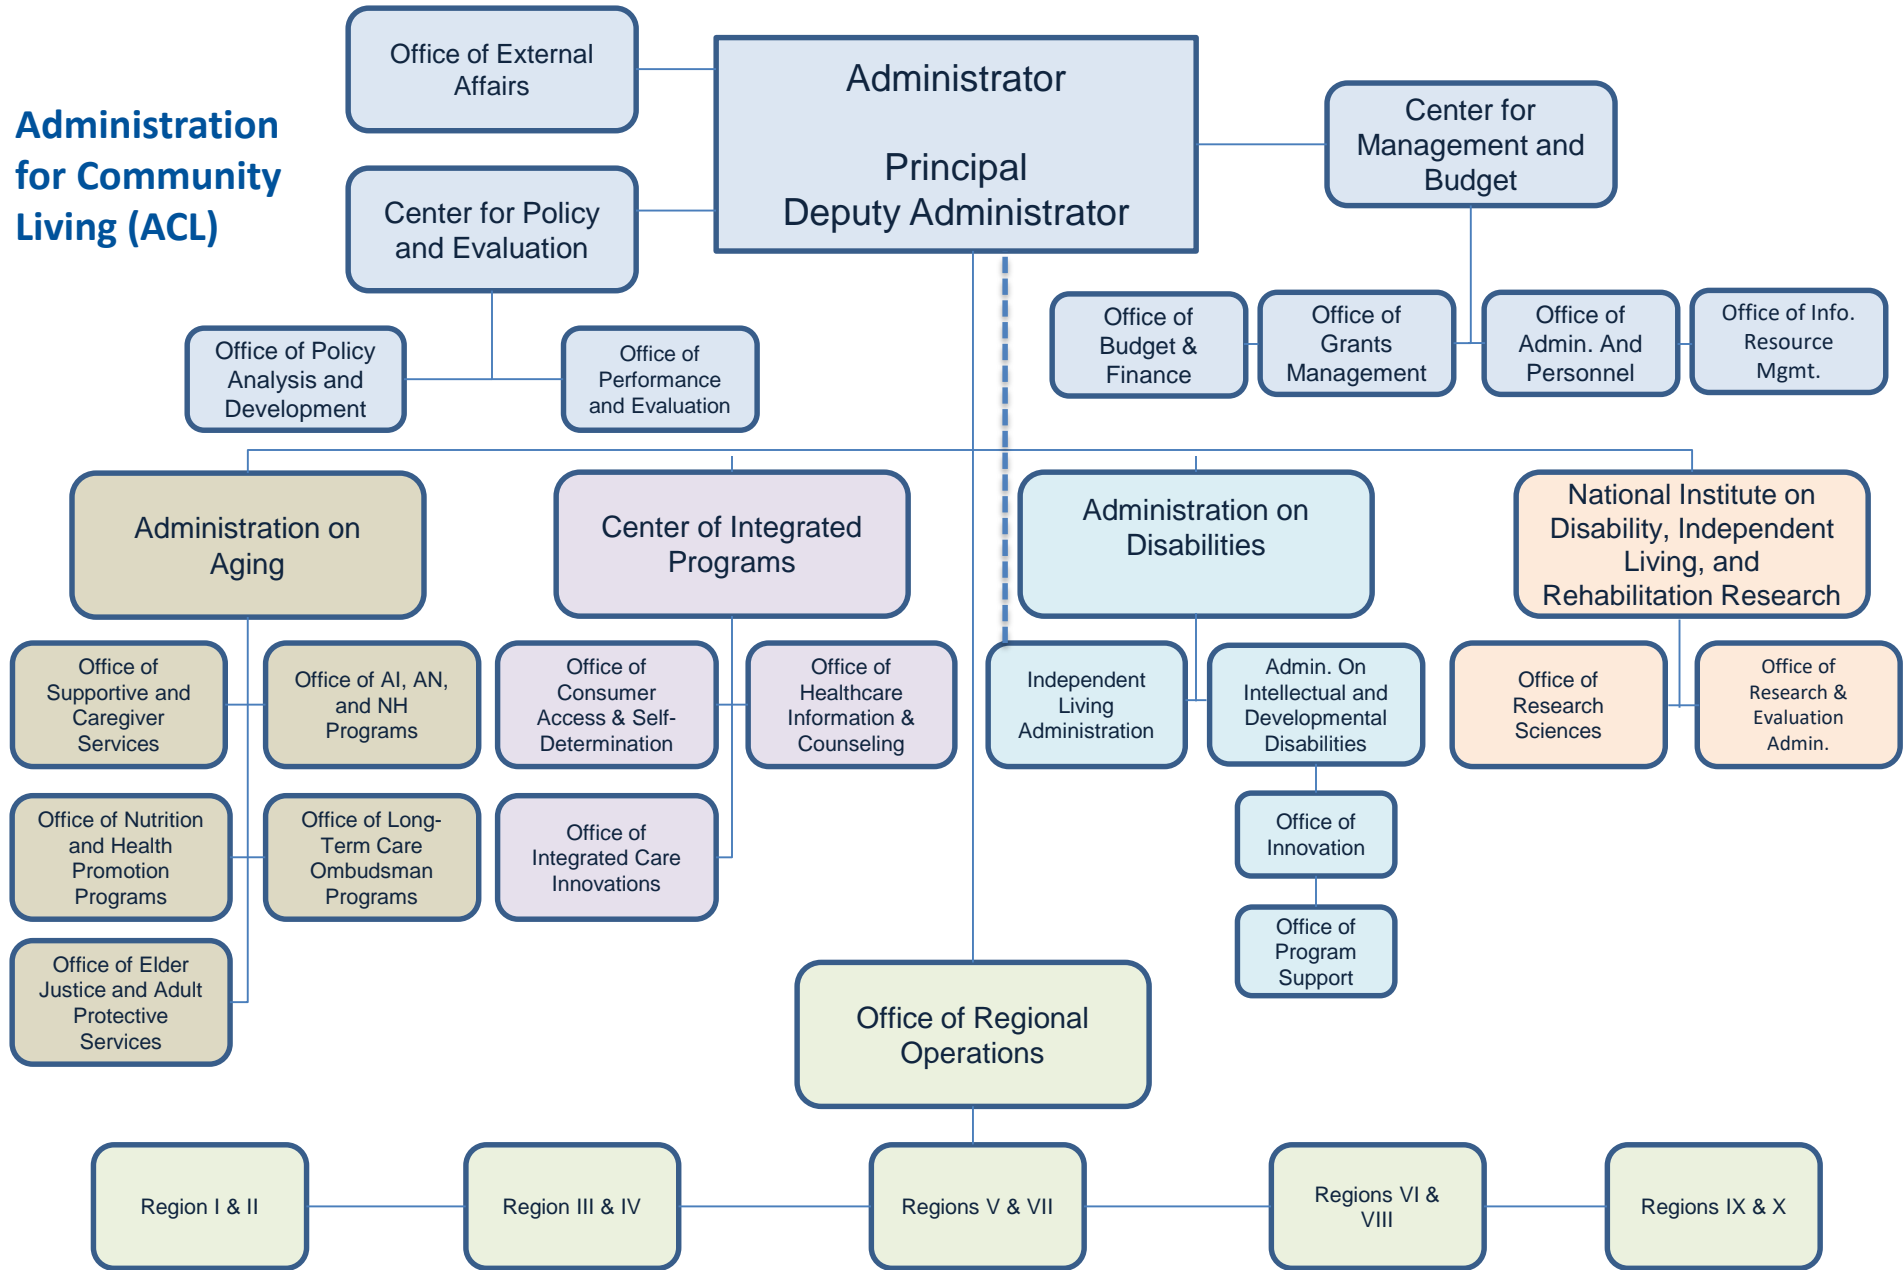 Administration
for Community
Living (ACL)
Office of External
Affairs
Administrator
Principal
Deputy Administrator
Center for
Management and
Budget
Center for Policy
and Evaluation
Office of Policy
Analysis and
Development
Office of
Performance
and Evaluation
Office of
Budget &
Finance
Office of
Grants
Management
Office of
Admin. And
Personnel
Office of Info.
Resource
Mgmt.
Administration on
Aging
Center of Integrated
Programs
Administration on
Disabilities
National Institute on
Disability, Independent
Living, and
Rehabilitation Research
Office of
Supportive and
Caregiver
Services
Office of AI, AN,
and NH
Programs
Office of
Consumer
Access & Self-
Determination
Office of
Healthcare
Information &
Counseling
Independent
Living
Administration
Admin. On
Intellectual and
Developmental
Disabilities
Office of
Research
Sciences
Office of
Research &
Evaluation
Admin.
Office of Nutrition
and Health
Promotion
Programs
Office of Long-
Term Care
Ombudsman
Programs
Office of
Integrated Care
Innovations
Office of
Innovation
Office of
Program
Support
Office of Elder
Justice and Adult
Protective
Services
Office of Regional
Operations
Region I & II
Region III & IV
Regions V & VII
Regions VI &
VIII
Regions IX & X